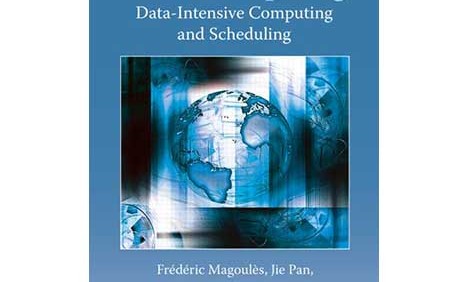 Data-Intensive Computing
and Scheduling
Frédéric Magoulès, Jie Pan,